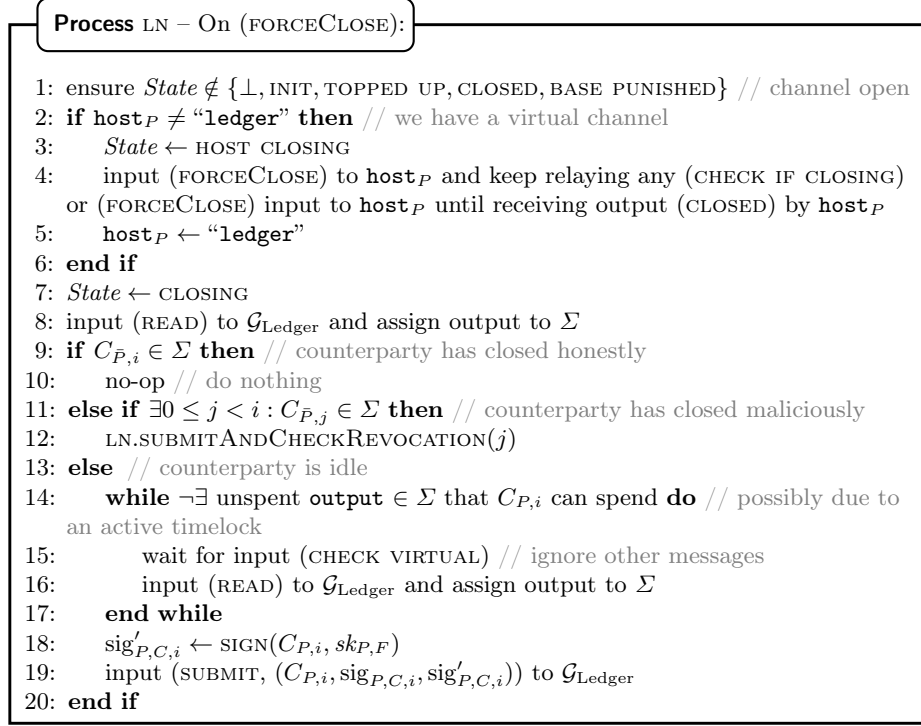 Process LN – On (FORCECLOSE):
1: ensure State ∉ {⊥, INIT, TOPPED UP, CLOSED, BASE PUNISHED} // channel open
2: if host_P ≠ “ledger” then // we have a virtual channel
3: State ← HOST CLOSING
4: input (FORCECLOSE) to host_P and keep relaying any (CHECK IF CLOSING)
or (FORCECLOSE) input to host_P until receiving output (CLOSED) by host_P
5: host_P ← “ledger”
6: end if
7: State ← CLOSING
8: input (READ) to 𝒢_Ledger and assign output to Σ
9: if C_{P̄,i} ∈ Σ then // counterparty has closed honestly
10: no-op // do nothing
11: else if ∃0 ≤ j < i : C_{P̄,j} ∈ Σ then // counterparty has closed maliciously
12: LN.SUBMITANDCHECKREVOCATION(j)
13: else // counterparty is idle
14: while ¬∃ unspent output ∈ Σ that C_{P,i} can spend do // possibly due to
an active timelock
15: wait for input (CHECK VIRTUAL) // ignore other messages
16: input (READ) to 𝒢_Ledger and assign output to Σ
17: end while
18: sig′_{P,C,i} ← SIGN(C_{P,i}, sk_{P,F})
19: input (SUBMIT, (C_{P,i}, sig_{P,C,i}, sig′_{P,C,i})) to 𝒢_Ledger
20: end if